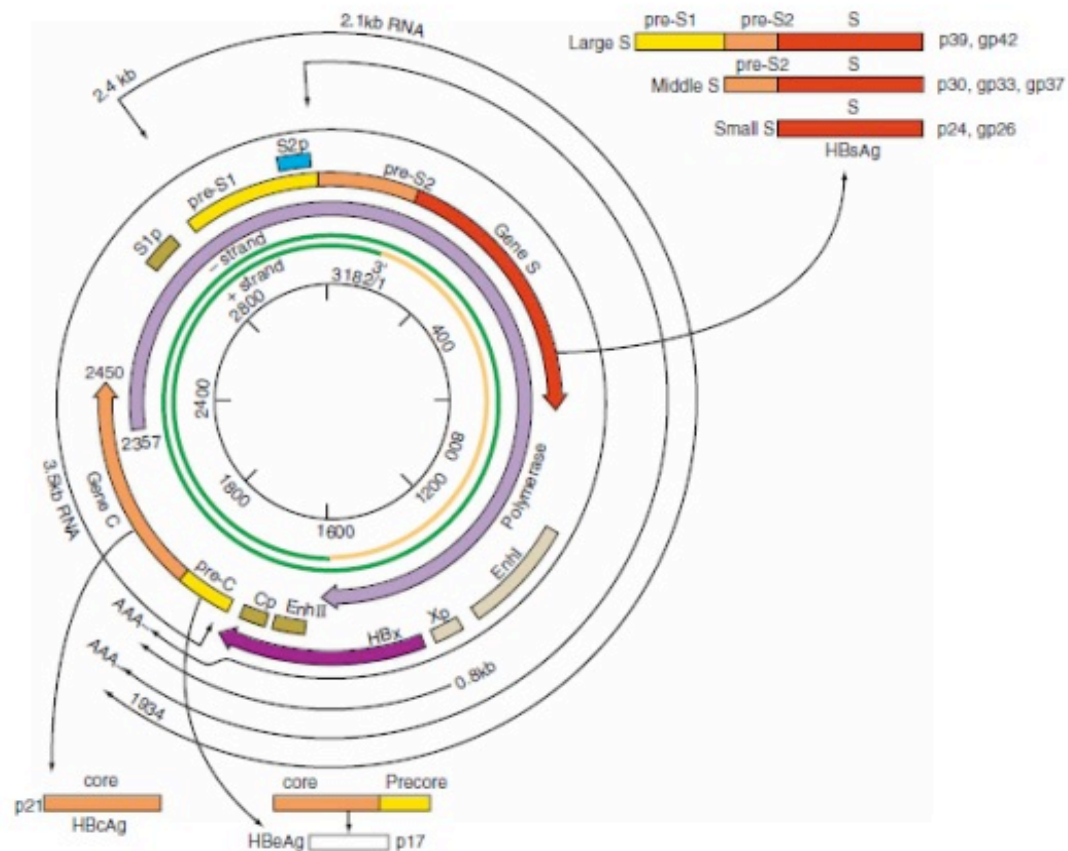 2.1kb RNA
2.4 kb
pre-S1 pre-S2 S
Large S p39, gp42
pre-S2 S
Middle S p30, gp33, gp37
S
Small S p24, gp26
HBsAg
S2p
pre-S1
pre-S2
S1p
Gene S
– strand
+ strand
3'
3182/1
400
800
1200
1600
1800
2400
2800
2450
2357
Gene C
3.5kb RNA
Polymerase
EnhI
Xp
HBx
EnhII
Cp
pre-C
AAA
AAA
0.8kb
1934
core
p21
HBcAg
core Precore
HBeAg p17